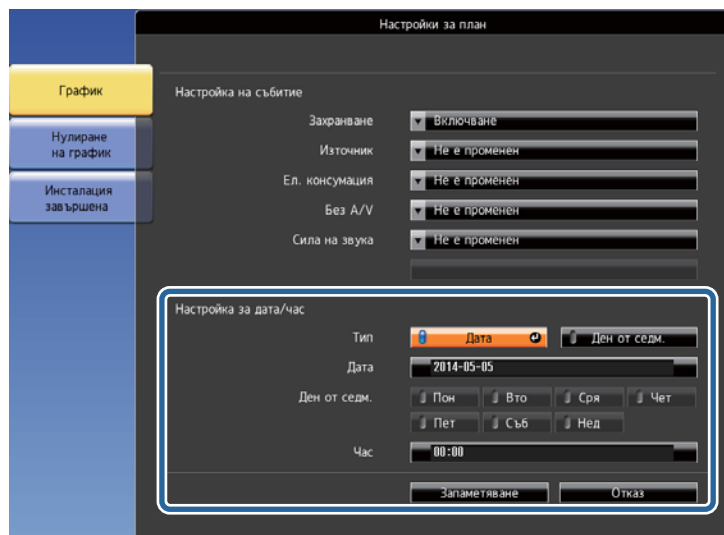 Настройки за план
График
Нулиране
на график
Инсталация
завършена
Настройка на събитие
Захранване Включване
Източник Не е променен
Ел. консумация Не е променен
Без A/V Не е променен
Сила на звука Не е променен
Настройка за дата/час
Тип Дата Ден от седм.
Дата 2014-05-05
Ден от седм. Пон Вто Сря Чет
Пет Съб Нед
Час 00:00
Запаметяване Отказ